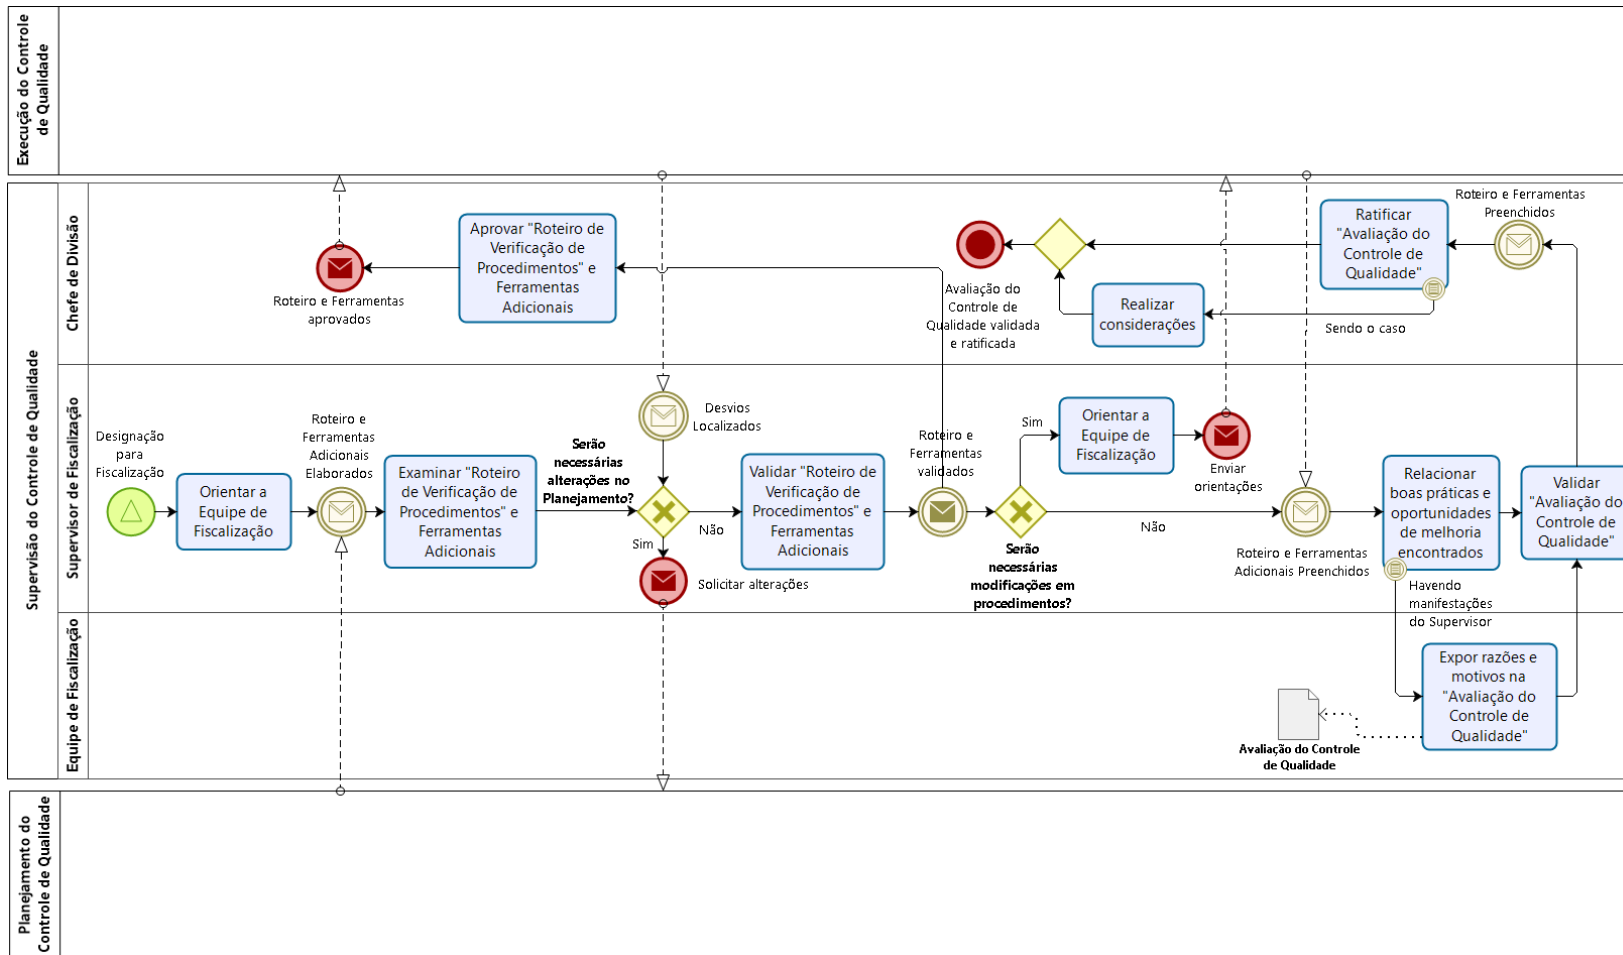 Execução do Controle
de Qualidade
Supervisão do Controle de Qualidade
Chefe de Divisão
Roteiro e Ferramentas
aprovados
Aprovar "Roteiro de
Verificação de
Procedimentos" e
Ferramentas
Adicionais
Avaliação do
Controle de
Qualidade validada
e ratificada
Realizar
considerações
Ratificar
"Avaliação do
Controle de
Qualidade"
Sendo o caso
Roteiro e Ferramentas
Preenchidos
Supervisor de Fiscalização
Designação
para
Fiscalização
Orientar a
Equipe de
Fiscalização
Roteiro e
Ferramentas
Adicionais
Elaborados
Examinar "Roteiro
de Verificação de
Procedimentos" e
Ferramentas
Adicionais
Serão
necessárias
alterações no
Planejamento?
Desvios
Localizados
Não
Sim
Solicitar alterações
Validar "Roteiro de
Verificação de
Procedimentos" e
Ferramentas
Adicionais
Roteiro e
Ferramentas
validados
Serão
necessárias
modificações em
procedimentos?
Sim
Orientar a
Equipe de
Fiscalização
Enviar
orientações
Não
Roteiro e Ferramentas
Adicionais Preenchidos
Relacionar
boas práticas e
oportunidades
de melhoria
encontrados
Havendo
manifestações
do Supervisor
Validar
"Avaliação do
Controle de
Qualidade"
Equipe de Fiscalização
Expor razões e
motivos na
"Avaliação do
Controle de
Qualidade"
Avaliação do Controle
de Qualidade
Planejamento do
Controle de Qualidade